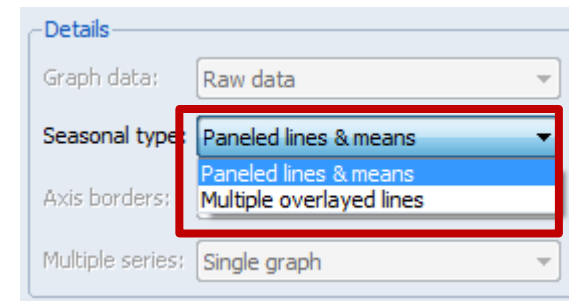 Details
Graph data: Raw data
Seasonal type: Paneled lines & means
Paneled lines & means
Axis borders: Multiple overlayed lines
Multiple series: Single graph